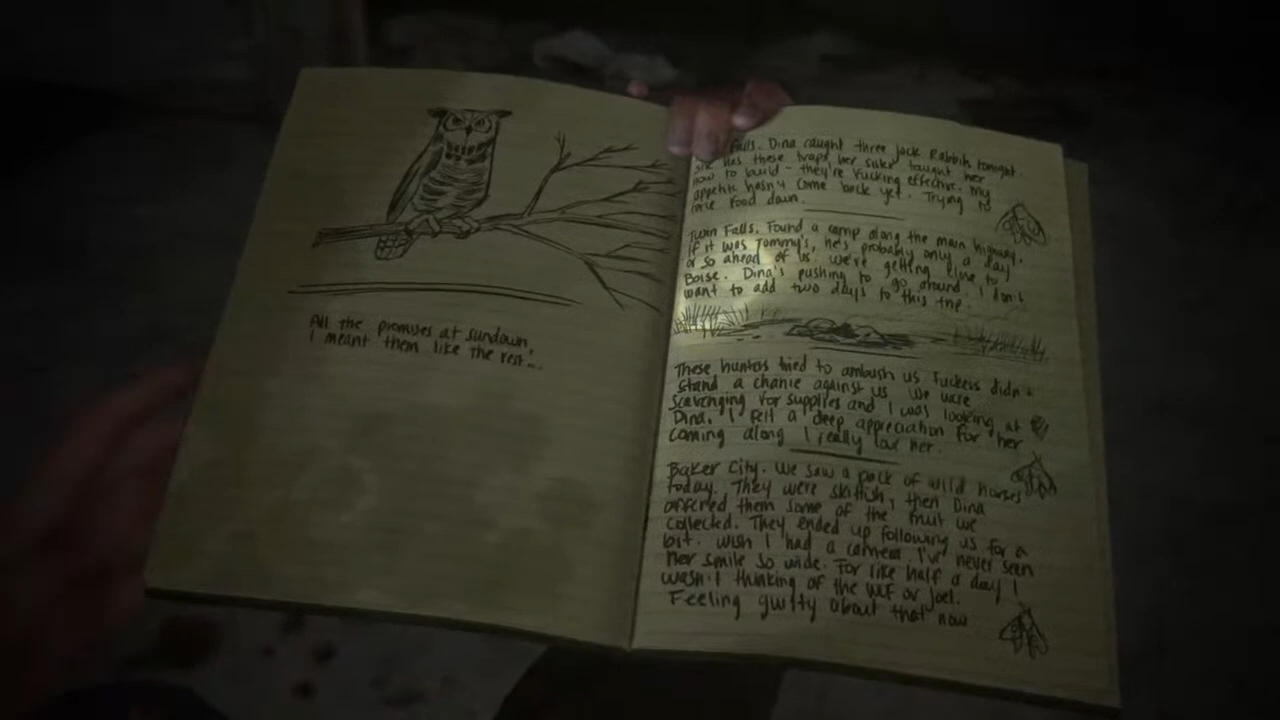 All the promises at sundown,
I meant them like the rest...
Falls. Dina caught three jack Rabbits tonight.
She has these traps her sister taught her
how to build - they're fucking effective. My
appetite hasn't come back yet. Trying to
force food down.
Twin Falls. Found a camp along the main highway.
If it was Tommy's, he's probably only a day
or so ahead of us. We're getting close to
Boise. Dina's pushing to go around. I don't
want to add two days to this trip.
These hunters tried to ambush us. Fuckers didn't
stand a chance against us. We were
scavenging for supplies and I was looking at
Dina. I felt a deep appreciation for her
coming along. I really love her.
Baker City. We saw a pack of wild horses
today. They were skittish, then Dina
offered them some of the fruit we
collected. They ended up following us for a
bit. Wish I had a camera. I've never seen
her smile so wide. For like half a day I
wasn't thinking of the WLF or Joel.
Feeling guilty about that now